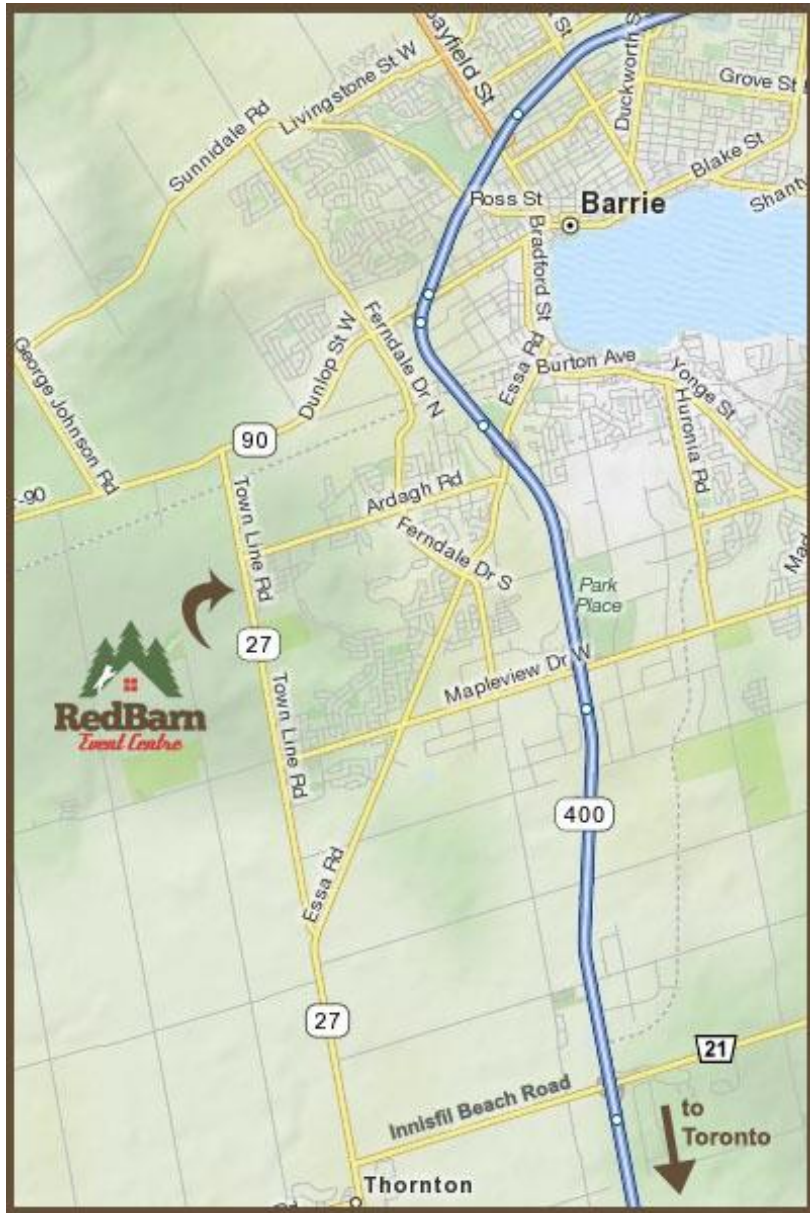 Bayfield St
Duckworth S
Grove St E
Livingstone St W
Sunnidale Rd
Blake St
Shanty
Ross St
Barrie
Bradford St
Ferndale Dr N
Dunlop St W
George Johnson Rd
Essa Rd
Burton Ave
Yonge St
Huronia Rd
90
-90
Town Line Rd
Ardagh Rd
Ferndale Dr S
Park
Place
Map
27
RedBarn
Event Centre
Mapleview Dr W
Town Line Rd
400
Essa Rd
27
21
Innisfil Beach Road
to
Toronto
Thornton